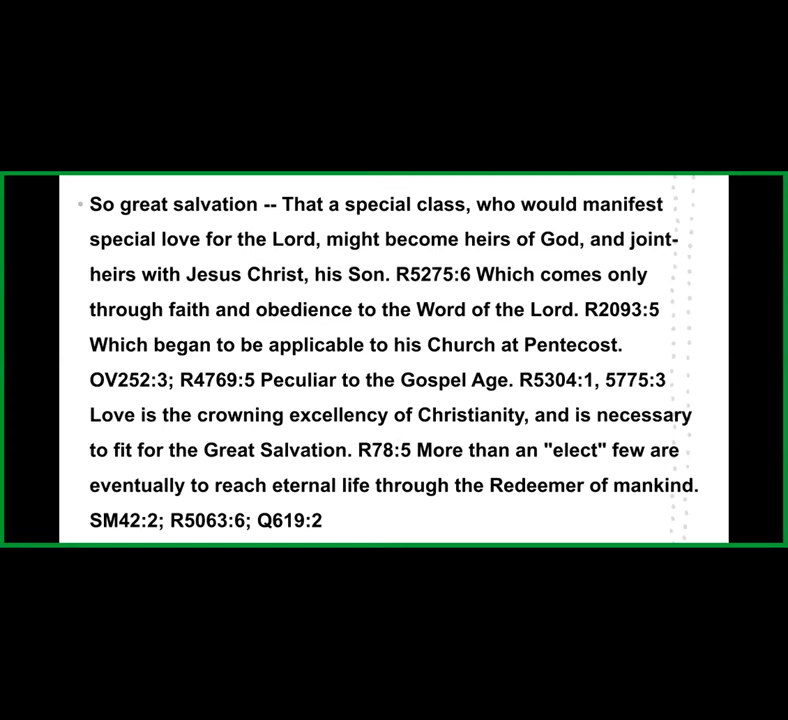 So great salvation -- That a special class, who would manifest
special love for the Lord, might become heirs of God, and joint-
heirs with Jesus Christ, his Son. R5275:6 Which comes only
through faith and obedience to the Word of the Lord. R2093:5
Which began to be applicable to his Church at Pentecost.
OV252:3; R4769:5 Peculiar to the Gospel Age. R5304:1, 5775:3
Love is the crowning excellency of Christianity, and is necessary
to fit for the Great Salvation. R78:5 More than an "elect" few are
eventually to reach eternal life through the Redeemer of mankind.
SM42:2; R5063:6; Q619:2